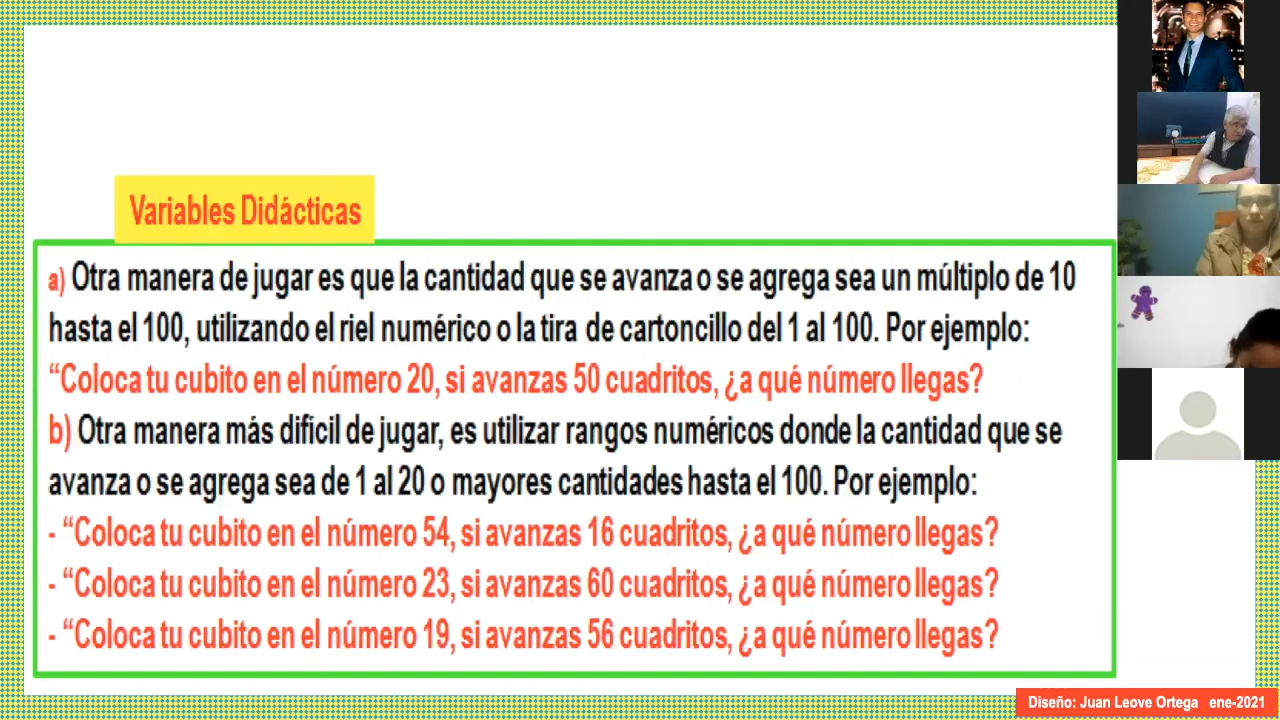 Variables Didácticas
a) Otra manera de jugar es que la cantidad que se avanza o se agrega sea un múltiplo de 10
hasta el 100, utilizando el riel numérico o la tira de cartoncillo del 1 al 100. Por ejemplo:
“Coloca tu cubito en el número 20, si avanzas 50 cuadritos, ¿a qué número llegas?
b) Otra manera más difícil de jugar, es utilizar rangos numéricos donde la cantidad que se
avanza o se agrega sea de 1 al 20 o mayores cantidades hasta el 100. Por ejemplo:
- “Coloca tu cubito en el número 54, si avanzas 16 cuadritos, ¿a qué número llegas?
- “Coloca tu cubito en el número 23, si avanzas 60 cuadritos, ¿a qué número llegas?
- “Coloca tu cubito en el número 19, si avanzas 56 cuadritos, ¿a qué número llegas?
Diseño: Juan Leove Ortega ene-2021